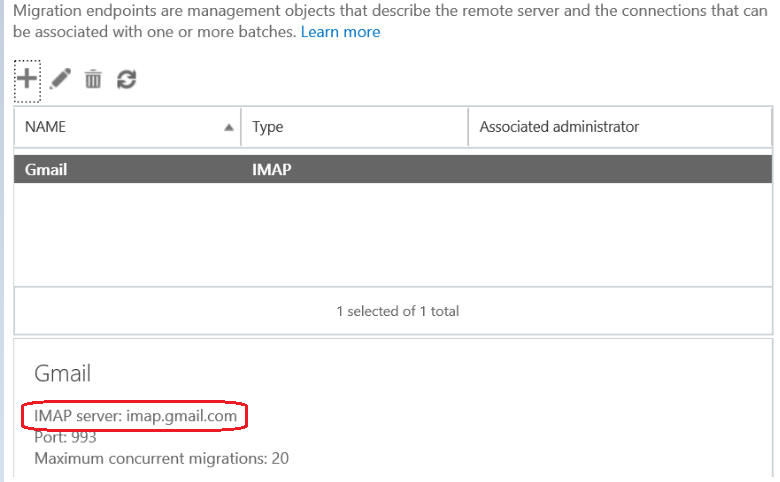 Migration endpoints are management objects that describe the remote server and the connections that can
be associated with one or more batches. Learn more
NAME Type Associated administrator
Gmail IMAP
1 selected of 1 total
Gmail
IMAP server: imap.gmail.com
Port: 993
Maximum concurrent migrations: 20